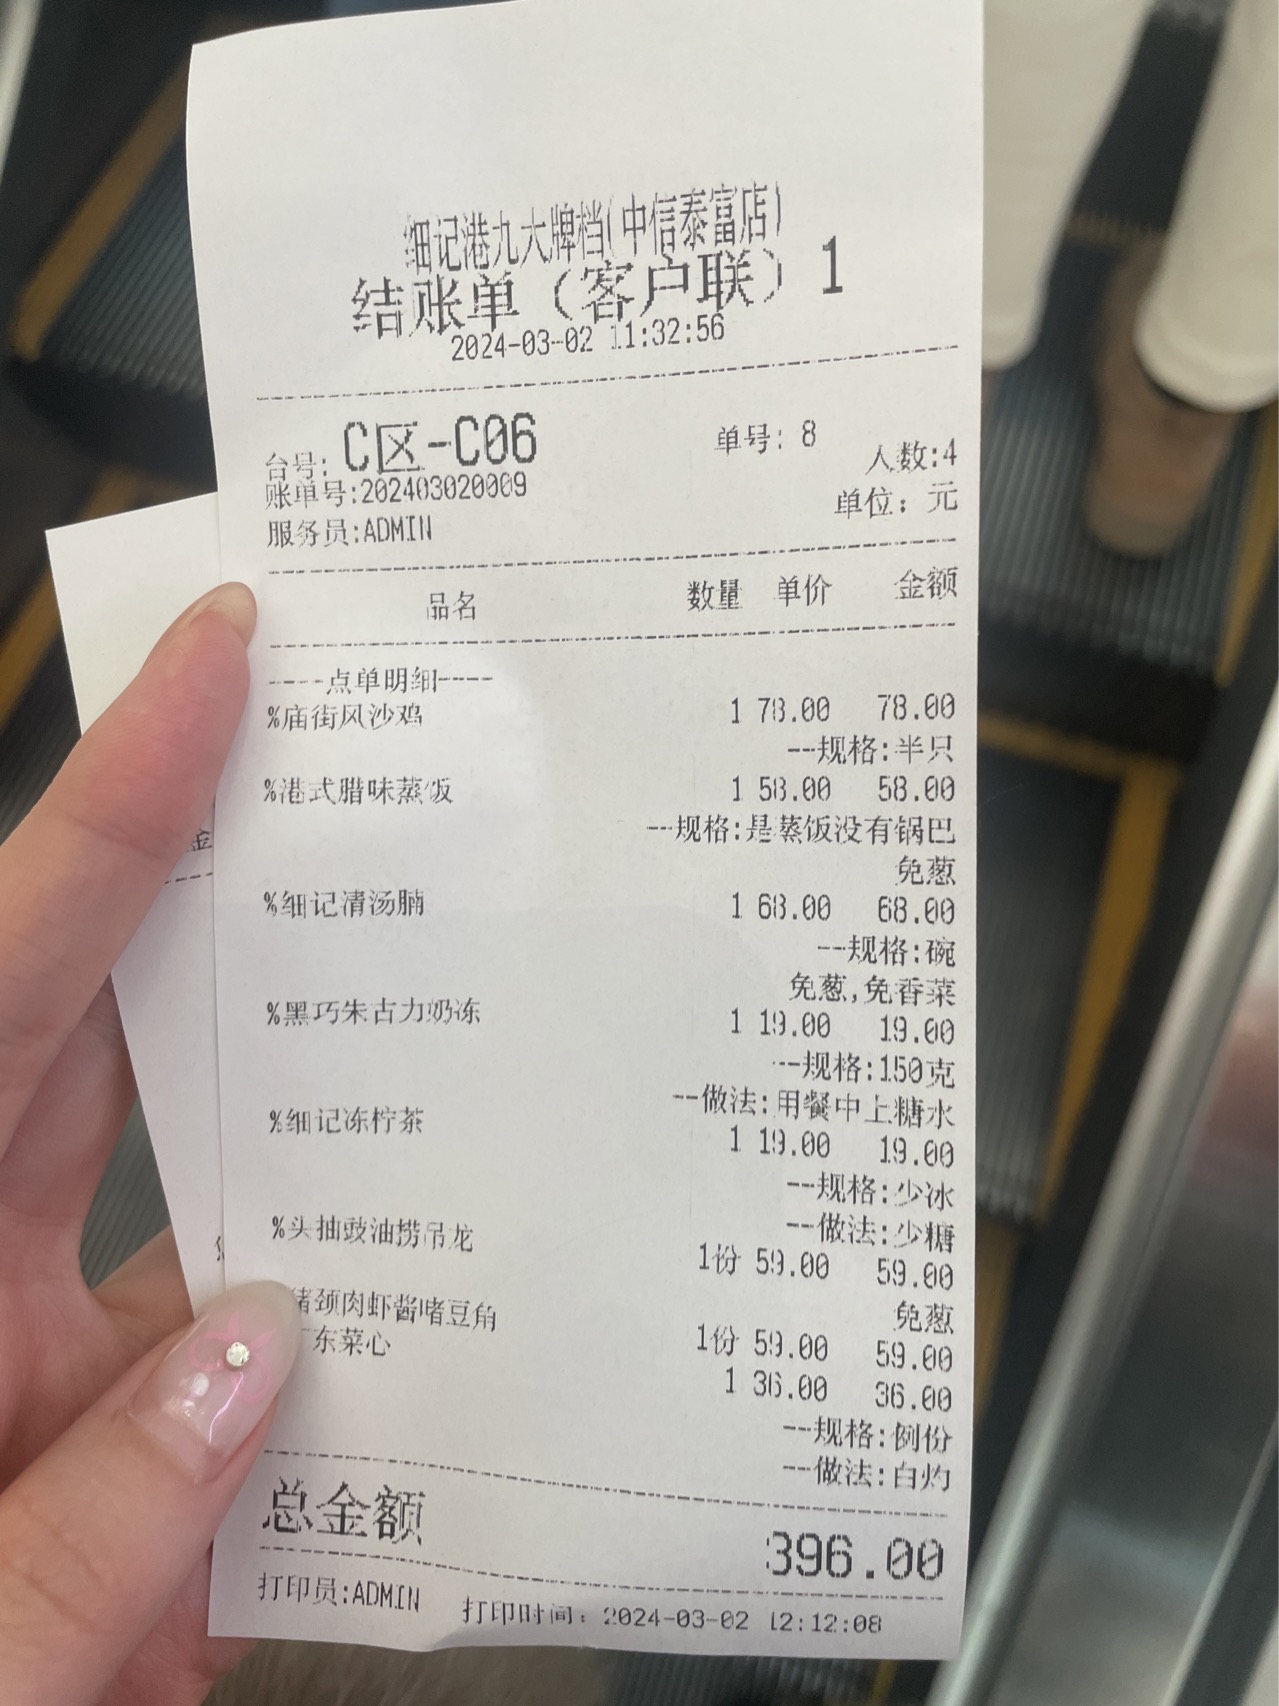 细记港九大牌档(中信泰富店)
结账单（客户联）1
2024-03-02 11:32:56
台号: C区-C06 单号: 8
人数:4
账单号:202403020009
单位: 元
服务员:ADMIN
品名 数量 单价 金额
----点单明细----
%庙街风沙鸡 1 78.00 78.00
--规格:半只
%港式腊味蒸饭 1 58.00 58.00
--规格:是蒸饭没有锅巴
免葱
%细记清汤腩 1 68.00 68.00
--规格:碗
免葱,免香菜
%黑巧朱古力奶冻 1 19.00 19.00
--规格:150克
--做法:用餐中上糖水
%细记冻柠茶 1 19.00 19.00
--规格:少冰
--做法:少糖
%头抽豉油捞吊龙 1份 59.00 59.00
免葱
猪颈肉虾酱啫豆角 1份 59.00 59.00
东菜心 1 36.00 36.00
--规格:例份
--做法:白灼
总金额 396.00
打印员:ADMIN 打印时间: 2024-03-02 12:12:08
金